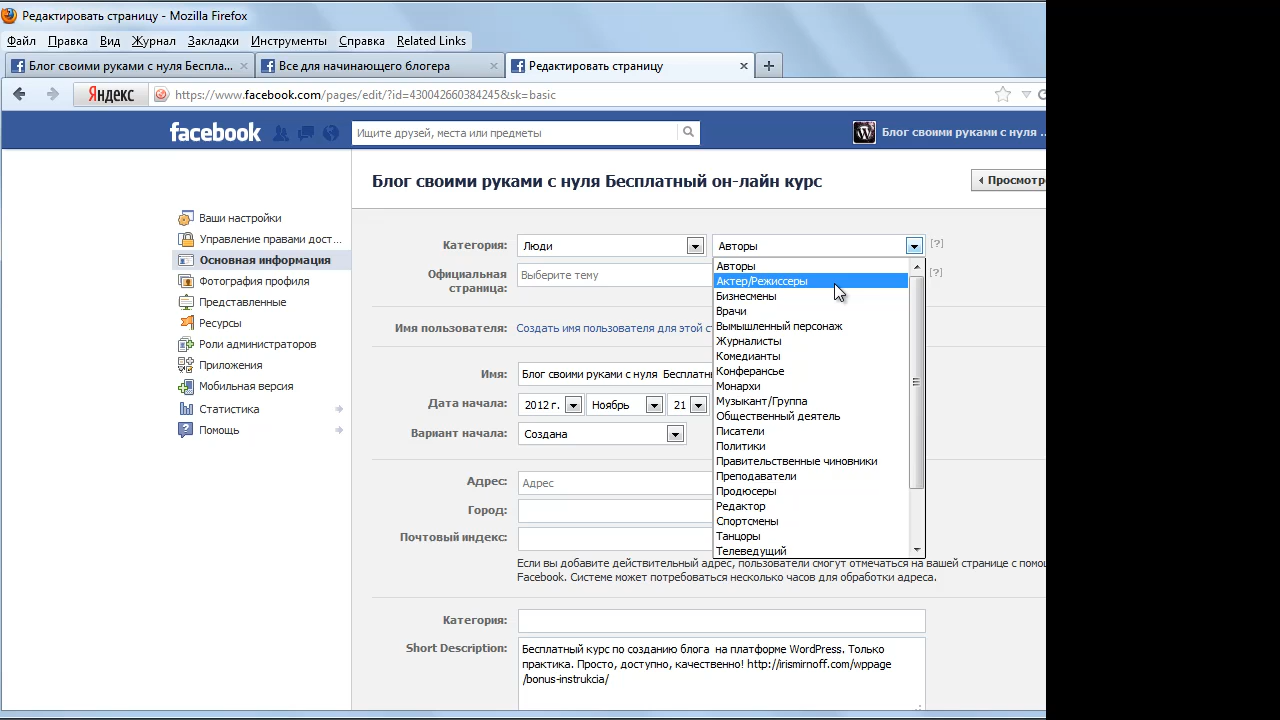 Редактировать страницу - Mozilla Firefox
Файл Правка Вид Журнал Закладки Инструменты Справка Related Links
Блог своими руками с нуля Беспла... Все для начинающего блогера Редактировать страницу
Яндекс https://www.facebook.com/pages/edit/?id=430042660384245&sk=basic
facebook Ищите друзей, места или предметы Блог своими руками с нуля ...
Блог своими руками с нуля Бесплатный он-лайн курс
Просмотр
Ваши настройки
Управление правами дост...
Основная информация
Фотография профиля
Представленные
Ресурсы
Роли администраторов
Приложения
Мобильная версия
Статистика
Помощь
Категория: Люди Авторы [?]
Официальная страница: Выберите тему [?]
Имя пользователя: Создать имя пользователя для этой ст
Имя: Блог своими руками с нуля Бесплатн
Дата начала: 2012 г. Ноябрь 21
Вариант начала: Создана
Адрес: Адрес
Город:
Почтовый индекс:
Авторы
Актер/Режиссеры
Бизнесмены
Врачи
Вымышленный персонаж
Журналисты
Комедианты
Конферансье
Монархи
Музыкант/Группа
Общественный деятель
Писатели
Политики
Правительственные чиновники
Преподаватели
Продюсеры
Редактор
Спортсмены
Танцоры
Телеведущий
Если вы добавите действительный адрес, пользователи смогут отмечаться на вашей странице с помощ
Facebook. Системе может потребоваться несколько часов для обработки адреса.
Категория:
Short Description: Бесплатный курс по созданию блога на платформе WordPress. Только
практика. Просто, доступно, качественно! http://irismirnoff.com/wppage
/bonus-instrukcia/